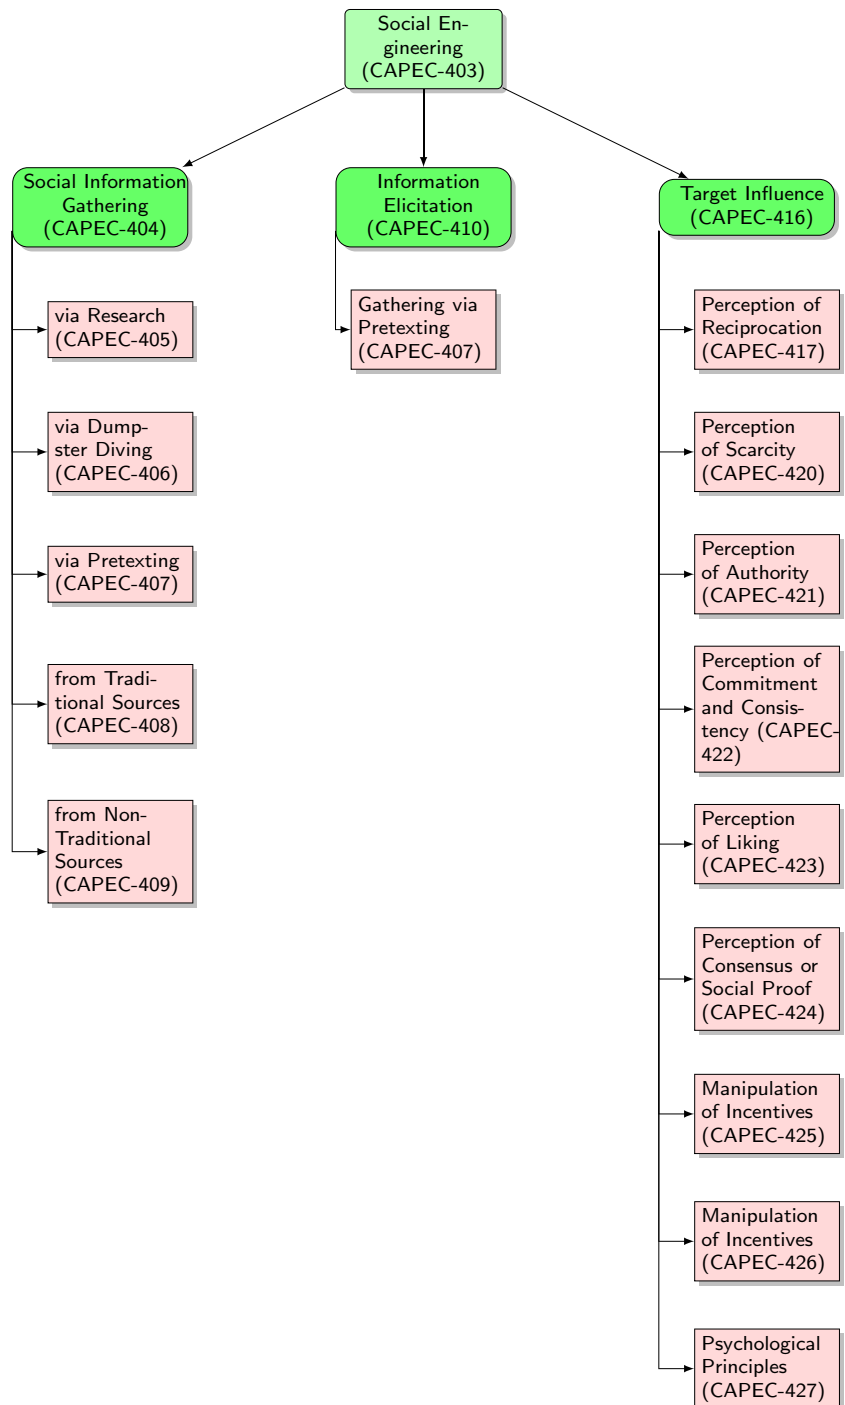 Social En-
gineering
(CAPEC-403)
Social Information
Gathering
(CAPEC-404)
Information
Elicitation
(CAPEC-410)
Target Influence
(CAPEC-416)
via Research
(CAPEC-405)
via Dump-
ster Diving
(CAPEC-406)
via Pretexting
(CAPEC-407)
from Tradi-
tional Sources
(CAPEC-408)
from Non-
Traditional
Sources
(CAPEC-409)
Gathering via
Pretexting
(CAPEC-407)
Perception of
Reciprocation
(CAPEC-417)
Perception
of Scarcity
(CAPEC-420)
Perception
of Authority
(CAPEC-421)
Perception of
Commitment
and Consis-
tency (CAPEC-
422)
Perception
of Liking
(CAPEC-423)
Perception of
Consensus or
Social Proof
(CAPEC-424)
Manipulation
of Incentives
(CAPEC-425)
Manipulation
of Incentives
(CAPEC-426)
Psychological
Principles
(CAPEC-427)